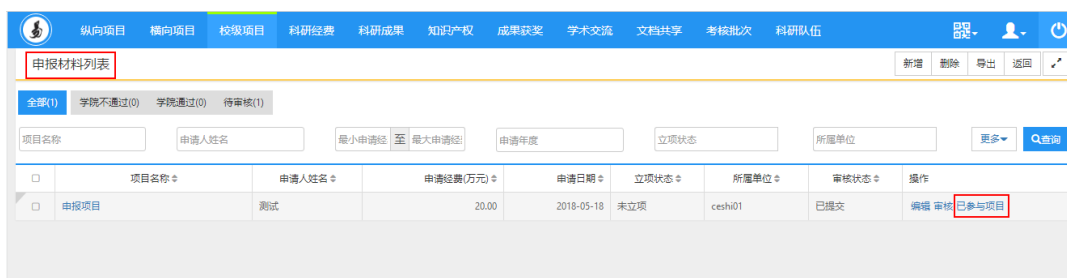 纵向项目 横向项目 校级项目 科研经费 科研成果 知识产权 成果获奖 学术交流 文档共享 考核批次 科研队伍
申报材料列表 新增 删除 导出 返回
全部(1) 学院不通过(0) 学院通过(0) 待审核(1)
项目名称 申请人姓名 最小申请经 至 最大申请经 申请年度 立项状态 所属单位 更多 查询
项目名称 申请人姓名 申请经费(万元) 申请日期 立项状态 所属单位 审核状态 操作
申报项目 测试 20.00 2018-05-18 未立项 ceshi01 已提交 编辑 审核 已参与项目